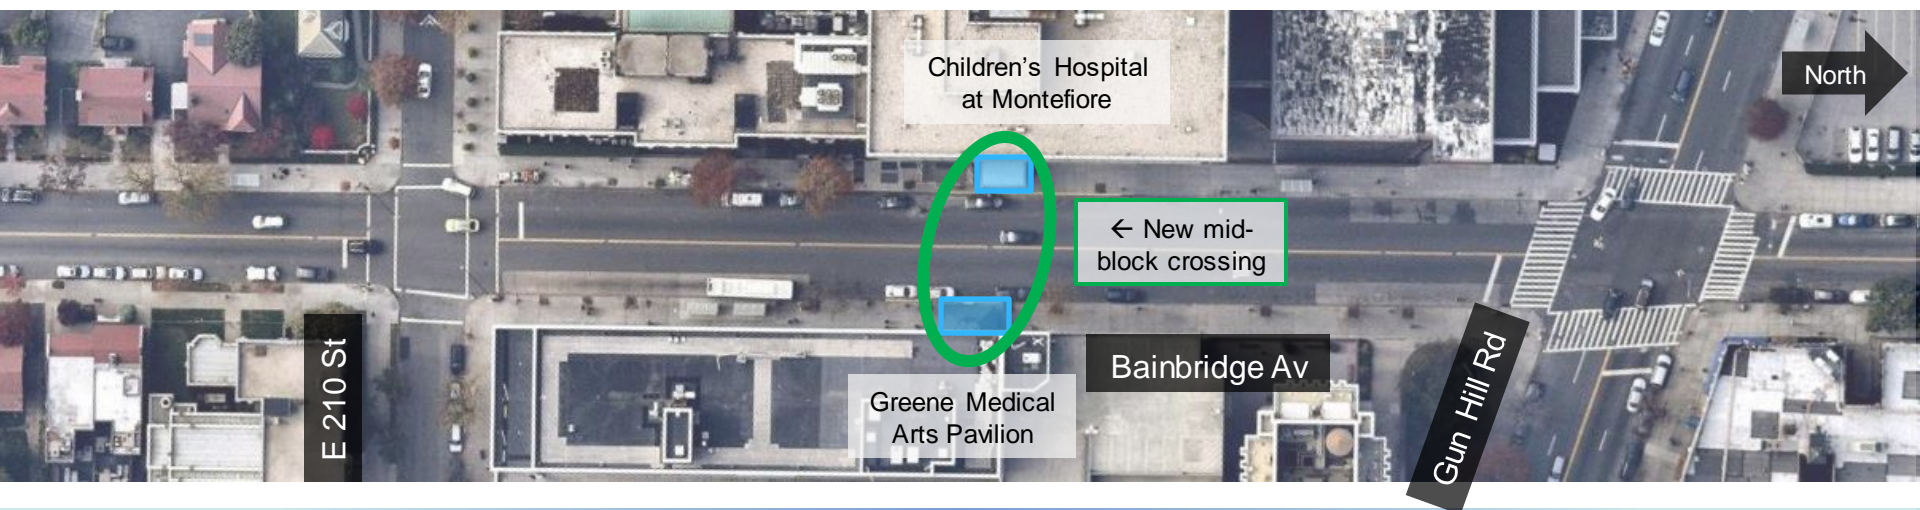 Children's Hospital
at Montefiore
North
← New mid-
block crossing
E 210 St
Bainbridge Av
Gun Hill Rd
Greene Medical
Arts Pavilion